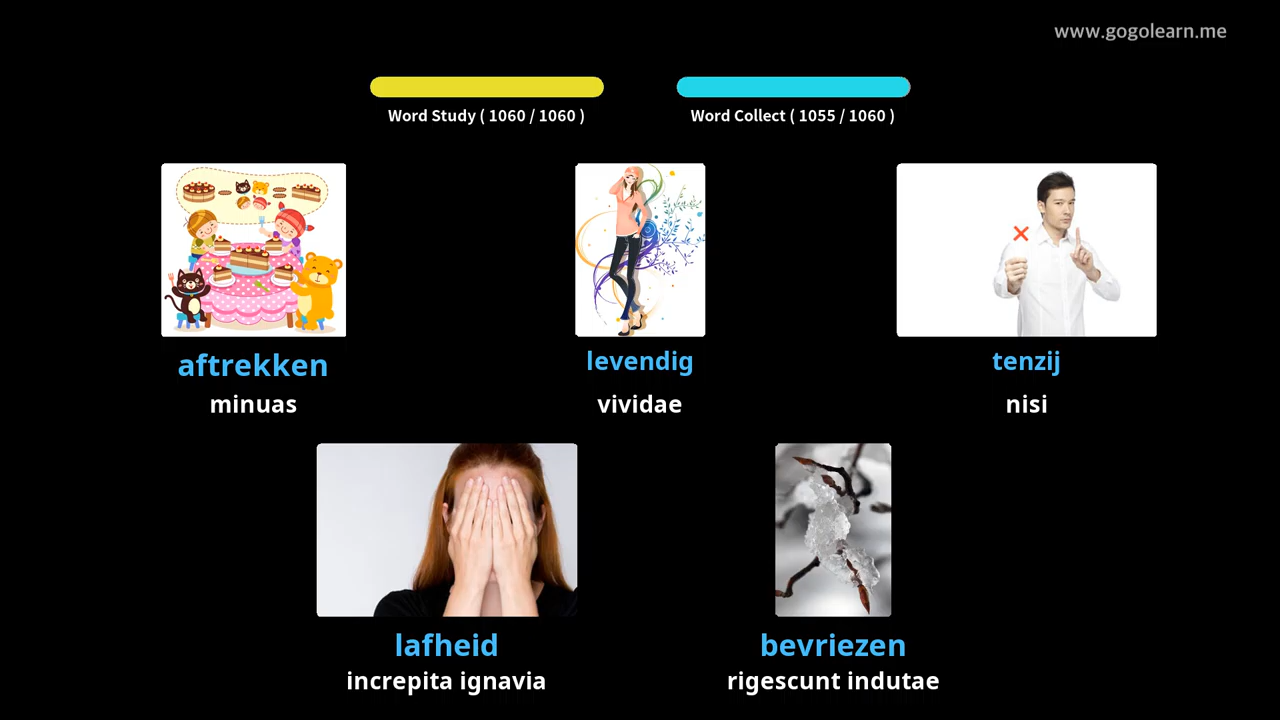 www.gogolearn.me
Word Study ( 1060 / 1060 )
Word Collect ( 1055 / 1060 )
aftrekken
minuas
levendig
vividae
tenzij
nisi
lafheid
increpita ignavia
bevriezen
rigescunt indutae